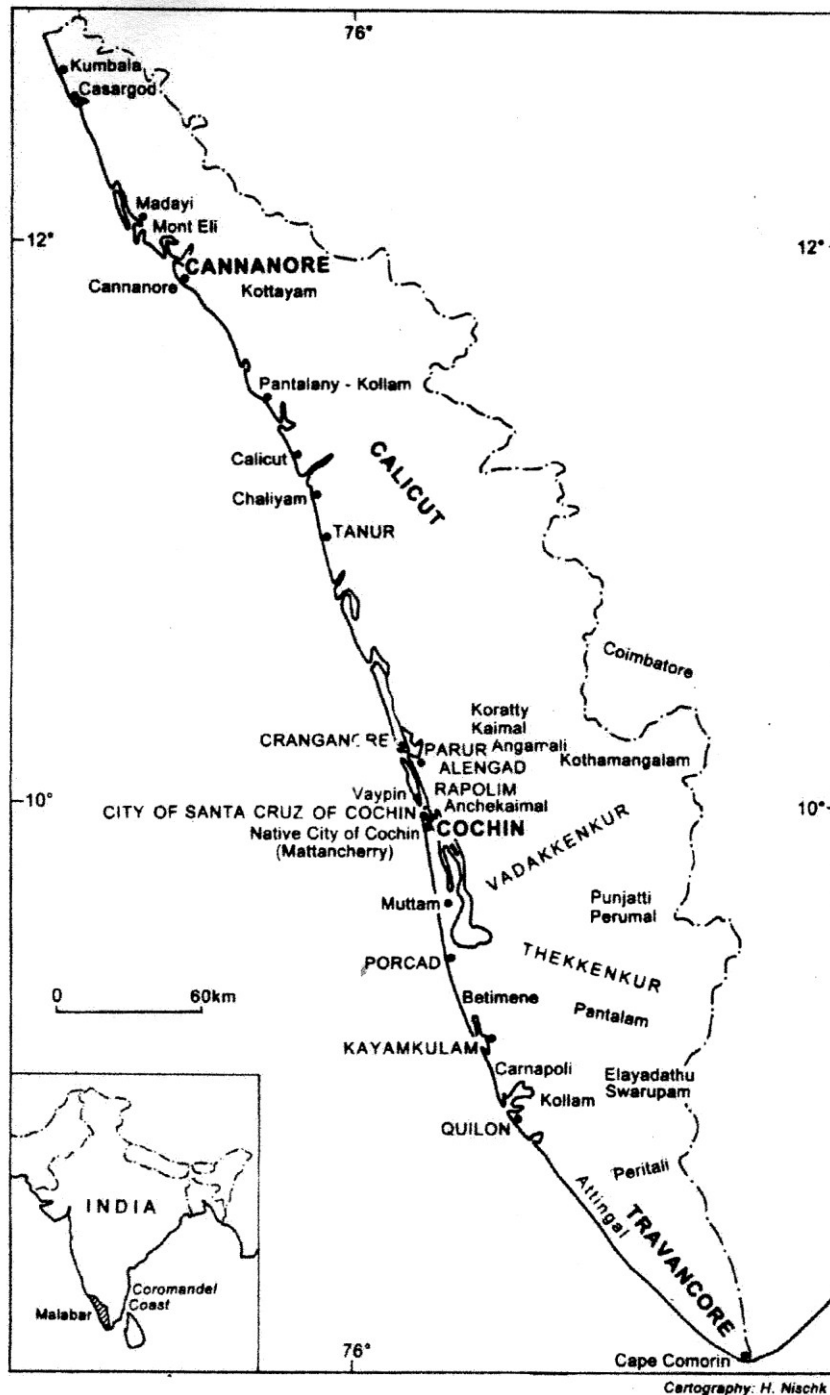 76°
Kumbala
Casargod
Madayi
Mont Eli
12°
12°
CANNANORE
Cannanore
Kottayam
Pantalany - Kollam
CALICUT
Calicut
Chaliyam
TANUR
Coimbatore
Koratty
Kaimal
CRANGANORE
PARUR
Angamali
Kothamangalam
ALENGAD
Vaypin
RAPOLIM
10°
10°
CITY OF SANTA CRUZ OF COCHIN
Anchekaimal
Native City of Cochin
(Mattancherry)
COCHIN
VADAKKENKUR
Muttam
Punjatti
Perumal
PORCAD
THEKKENKUR
0 60km
Betimene
Pantalam
KAYAMKULAM
Carnapoli
Elayadathu
Swarupam
Kollam
QUILON
Peritali
Attingal
TRAVANCORE
INDIA
Coromandel
Coast
Malabar
76°
Cape Comorin
Cartography: H. Nischk